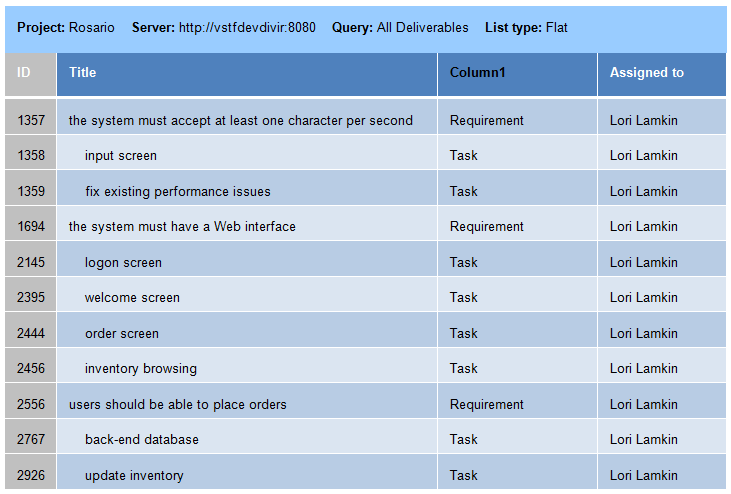 Project: Rosario Server: http://vstfdevdivir:8080 Query: All Deliverables List type: Flat
ID Title Column1 Assigned to
1357 the system must accept at least one character per second Requirement Lori Lamkin
1358 input screen Task Lori Lamkin
1359 fix existing performance issues Task Lori Lamkin
1694 the system must have a Web interface Requirement Lori Lamkin
2145 logon screen Task Lori Lamkin
2395 welcome screen Task Lori Lamkin
2444 order screen Task Lori Lamkin
2456 inventory browsing Task Lori Lamkin
2556 users should be able to place orders Requirement Lori Lamkin
2767 back-end database Task Lori Lamkin
2926 update inventory Task Lori Lamkin